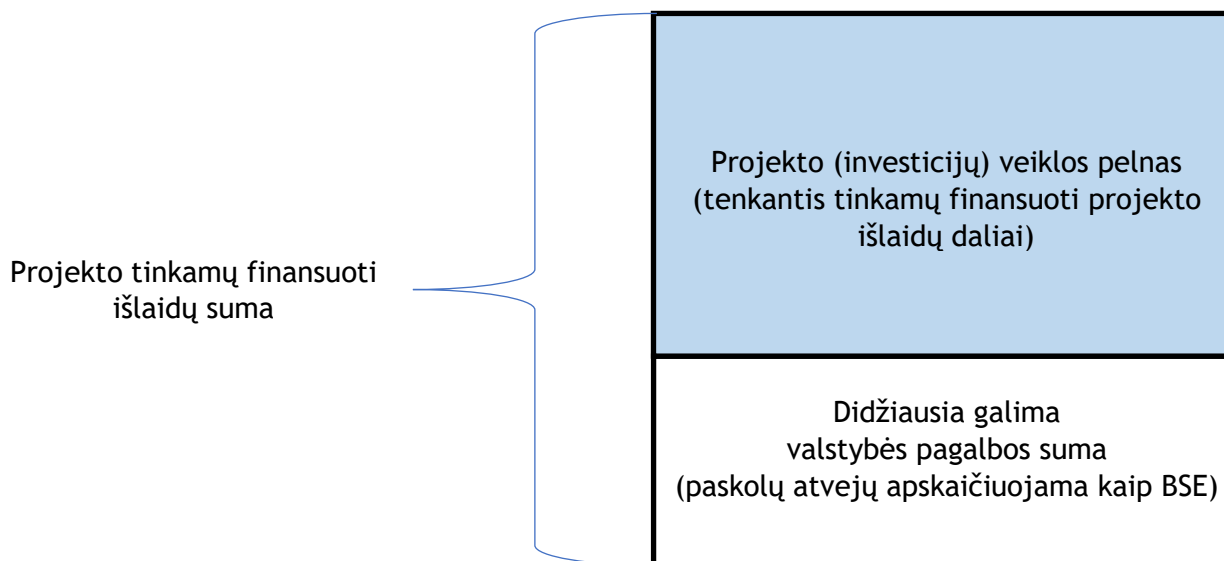 Projekto tinkamų finansuoti
išlaidų suma
Projekto (investicijų) veiklos pelnas
(tenkantis tinkamų finansuoti projekto
išlaidų daliai)
Didžiausia galima
valstybės pagalbos suma
(paskolų atvejų apskaičiuojama kaip BSE)